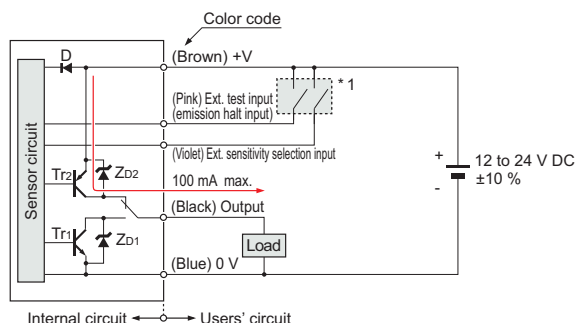 Color code
D
(Brown) +V
* 1
(Pink) Ext. test input
(emission halt input)
(Violet) Ext. sensitivity selection input
Sensor circuit
Tr2
ZD2
100 mA max.
+
12 to 24 V DC
±10 %
-
(Black) Output
Tr1
ZD1
Load
(Blue) 0 V
Internal circuit
Users' circuit